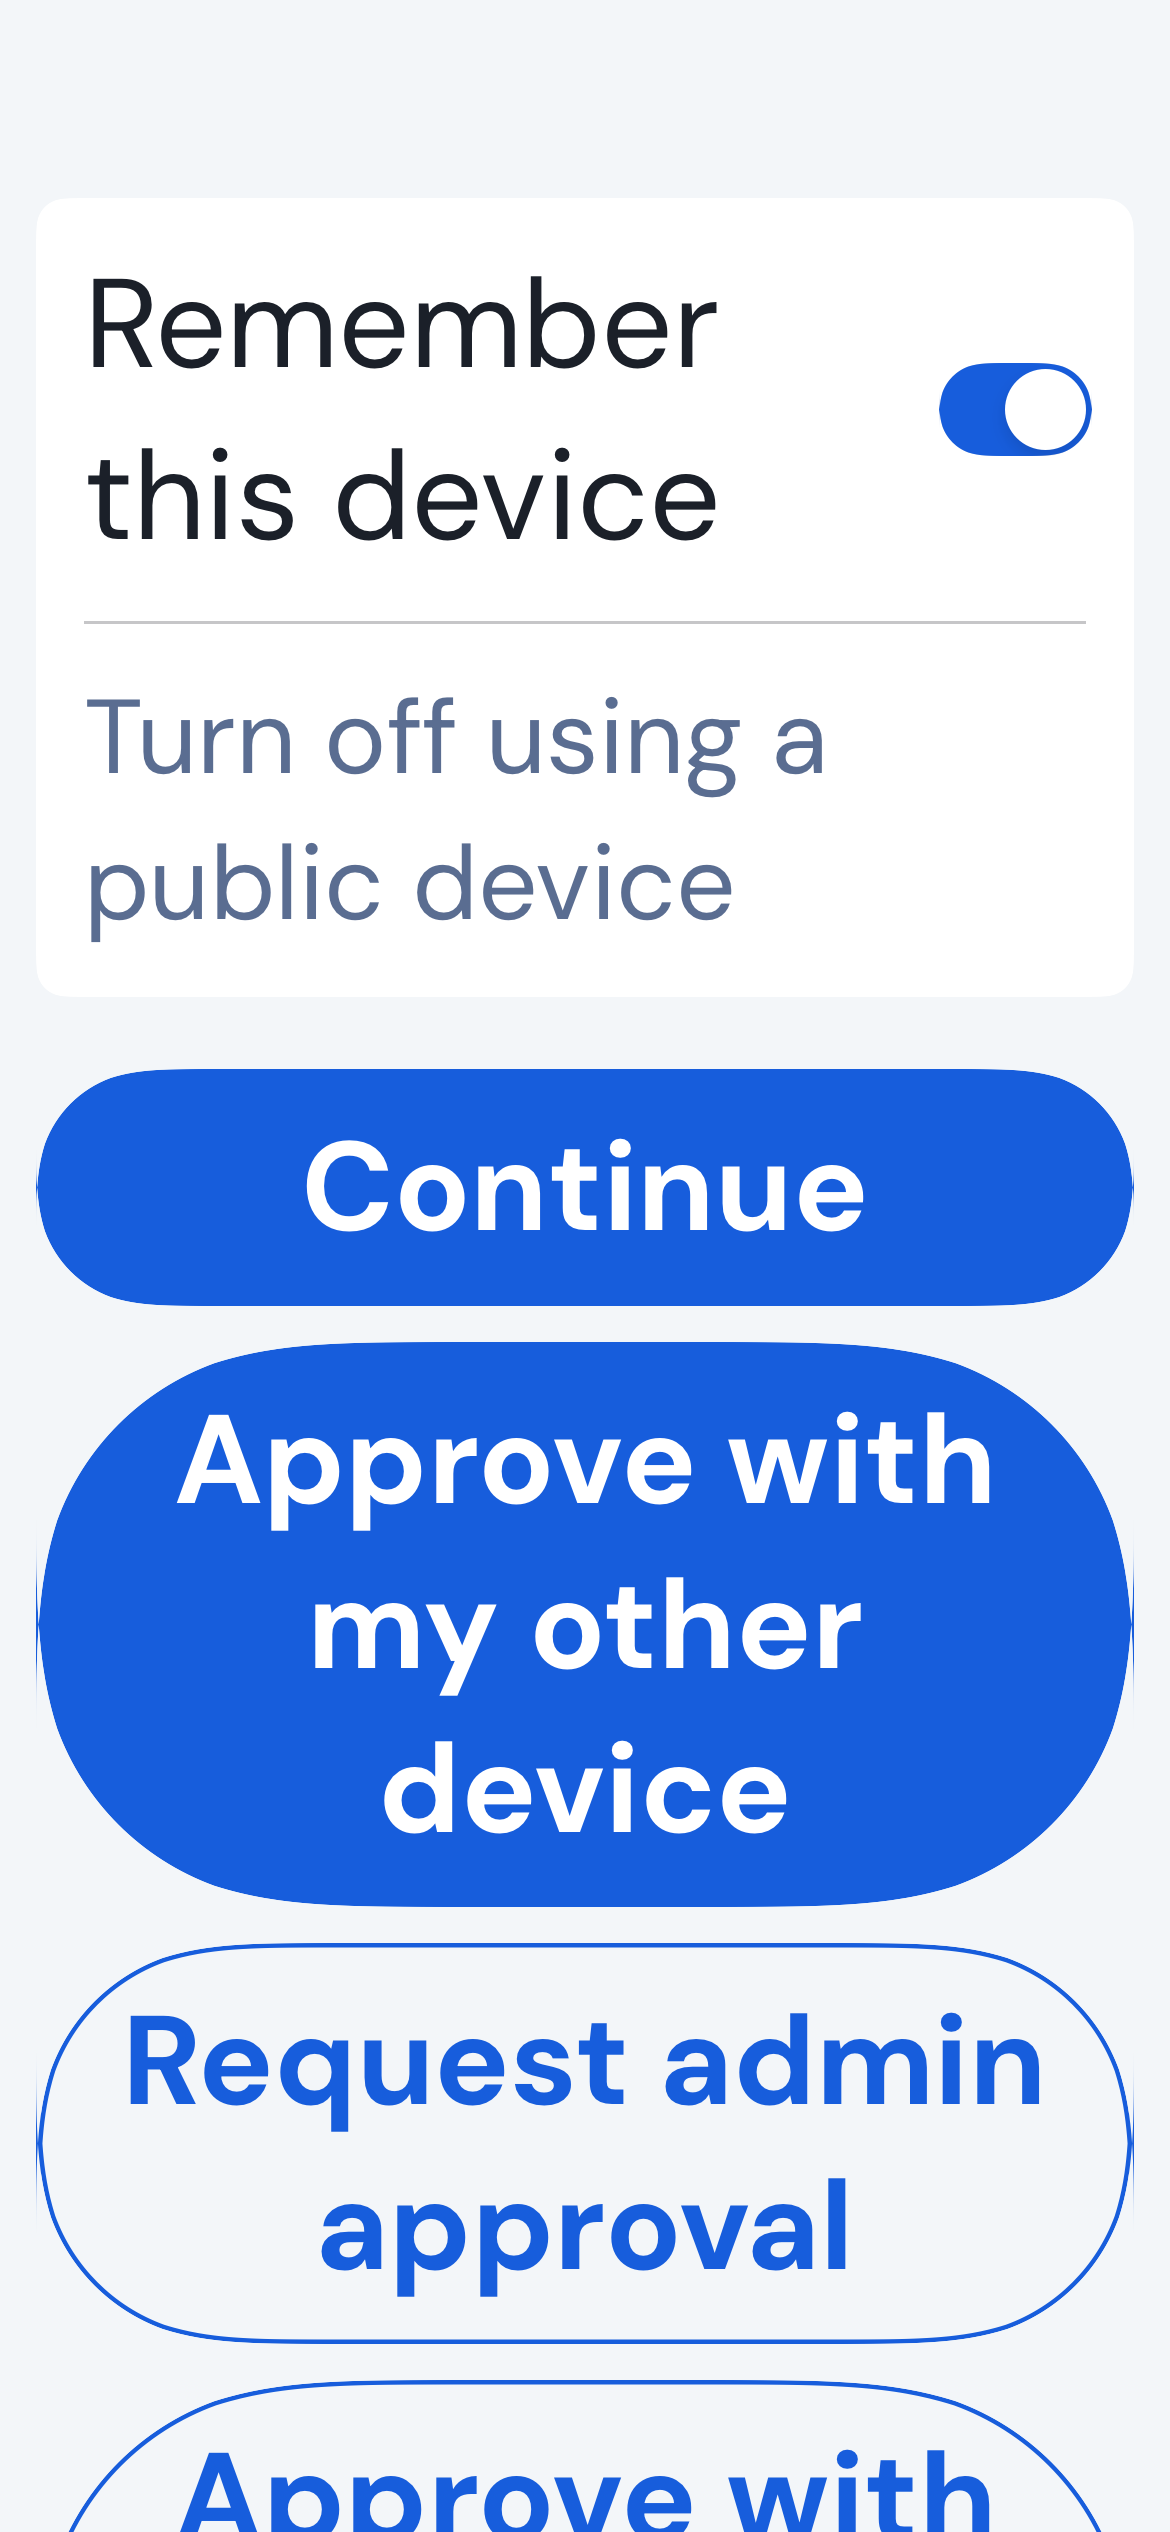 Remember
this device
Turn off using a
public device
Continue
Approve with
my other
device
Request admin
approval
Approve with